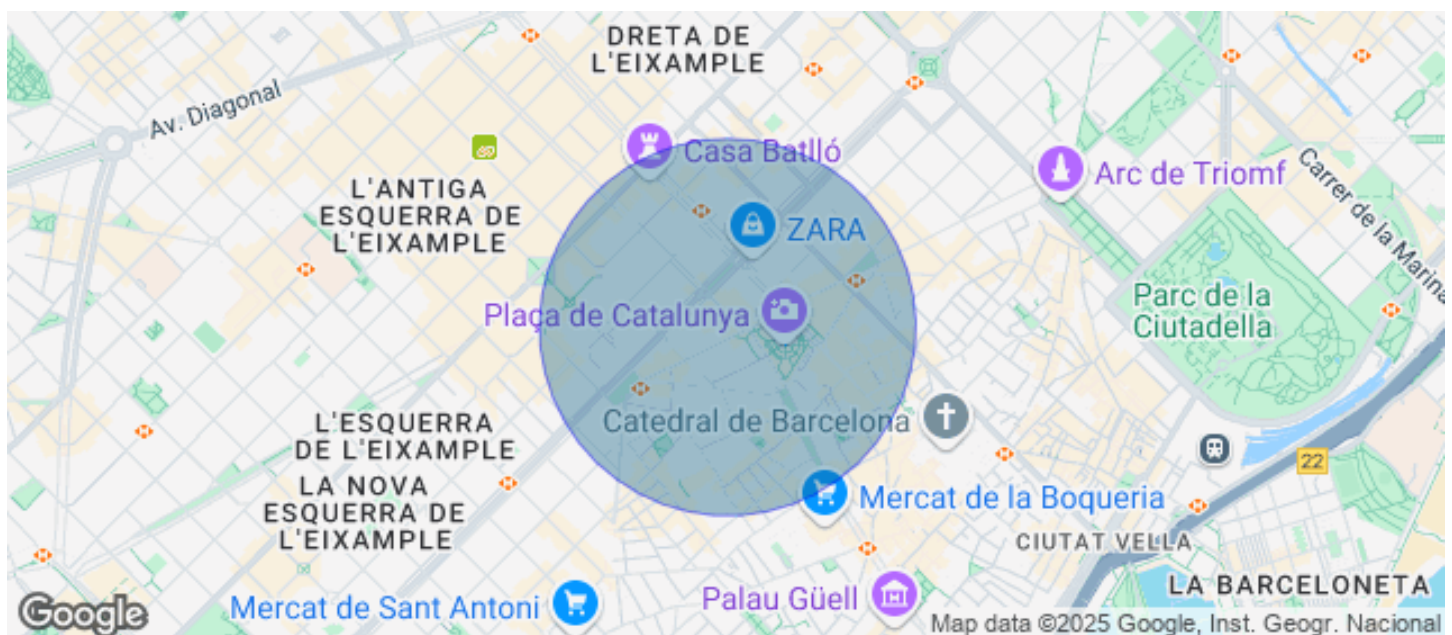 DRETA DE
L'EIXAMPLE
Av. Diagonal
Casa Batlló
Arc de Triomf
Carrer de la Marina
L'ANTIGA
ESQUERRA DE
L'EIXAMPLE
ZARA
Plaça de Catalunya
Parc de la
Ciutadella
L'ESQUERRA
DE L'EIXAMPLE
Catedral de Barcelona
22
LA NOVA
ESQUERRA DE
L'EIXAMPLE
Mercat de la Boqueria
CIUTAT VELLA
LA BARCELONETA
Mercat de Sant Antoni
Palau Güell
Google
Map data ©2025 Google, Inst. Geogr. Nacional